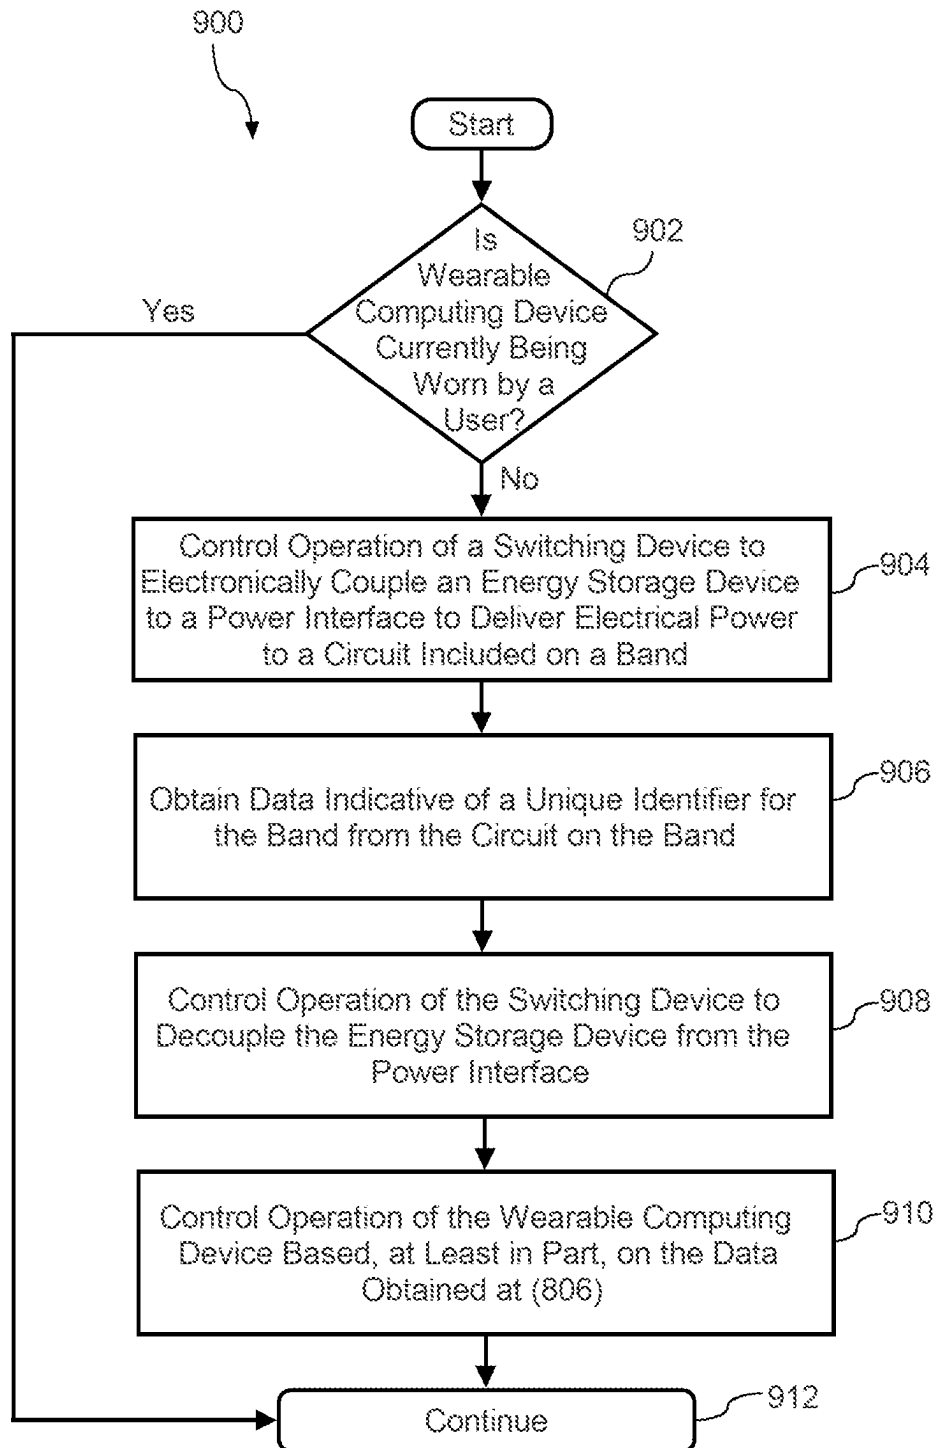 900
Start
902
Is
Wearable
Computing Device
Currently Being
Worn by a
User?
Yes
No
904
Control Operation of a Switching Device to
Electronically Couple an Energy Storage Device
to a Power Interface to Deliver Electrical Power
to a Circuit Included on a Band
906
Obtain Data Indicative of a Unique Identifier for
the Band from the Circuit on the Band
908
Control Operation of the Switching Device to
Decouple the Energy Storage Device from the
Power Interface
910
Control Operation of the Wearable Computing
Device Based, at Least in Part, on the Data
Obtained at (806)
912
Continue